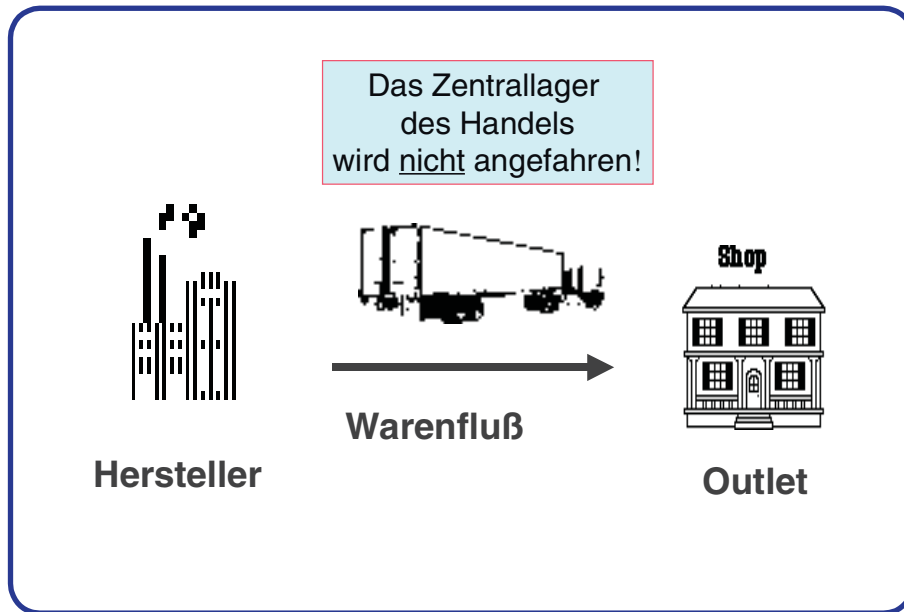 Das Zentrallager
des Handels
wird nicht angefahren!
Shop
Warenfluß
Hersteller
Outlet